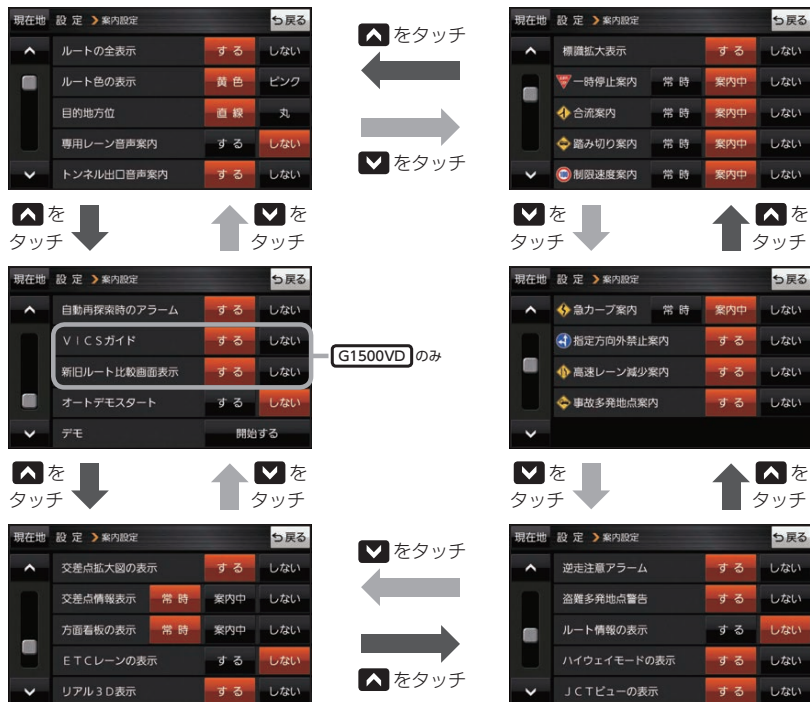 現在地 設定 案内設定 戻る
ルートの全表示 する しない
ルート色の表示 黄色 ピンク
目的地方位 直線 丸
専用レーン音声案内 する しない
トンネル出口音声案内 する しない
をタッチ
をタッチ
現在地 設定 案内設定 戻る
標識拡大表示 する しない
一時停止案内 常時 案内中 しない
合流案内 常時 案内中 しない
踏み切り案内 常時 案内中 しない
制限速度案内 常時 案内中 しない
を
タッチ
を
タッチ
を
タッチ
を
タッチ
現在地 設定 案内設定 戻る
自動再探索時のアラーム する しない
VICSガイド する しない
新旧ルート比較画面表示 する しない
オートデモスタート する しない
デモ 開始する
G1500VD のみ
現在地 設定 案内設定 戻る
急カーブ案内 常時 案内中 しない
指定方向外禁止案内 する しない
高速レーン減少案内 する しない
事故多発地点案内 する しない
を
タッチ
を
タッチ
を
タッチ
を
タッチ
現在地 設定 案内設定 戻る
交差点拡大図の表示 する しない
交差点情報表示 常時 案内中 しない
方面看板の表示 常時 案内中 しない
ETCレーンの表示 する しない
リアル3D表示 する しない
をタッチ
をタッチ
現在地 設定 案内設定 戻る
逆走注意アラーム する しない
盗難多発地点警告 する しない
ルート情報の表示 する しない
ハイウェイモードの表示 する しない
JCTビューの表示 する しない